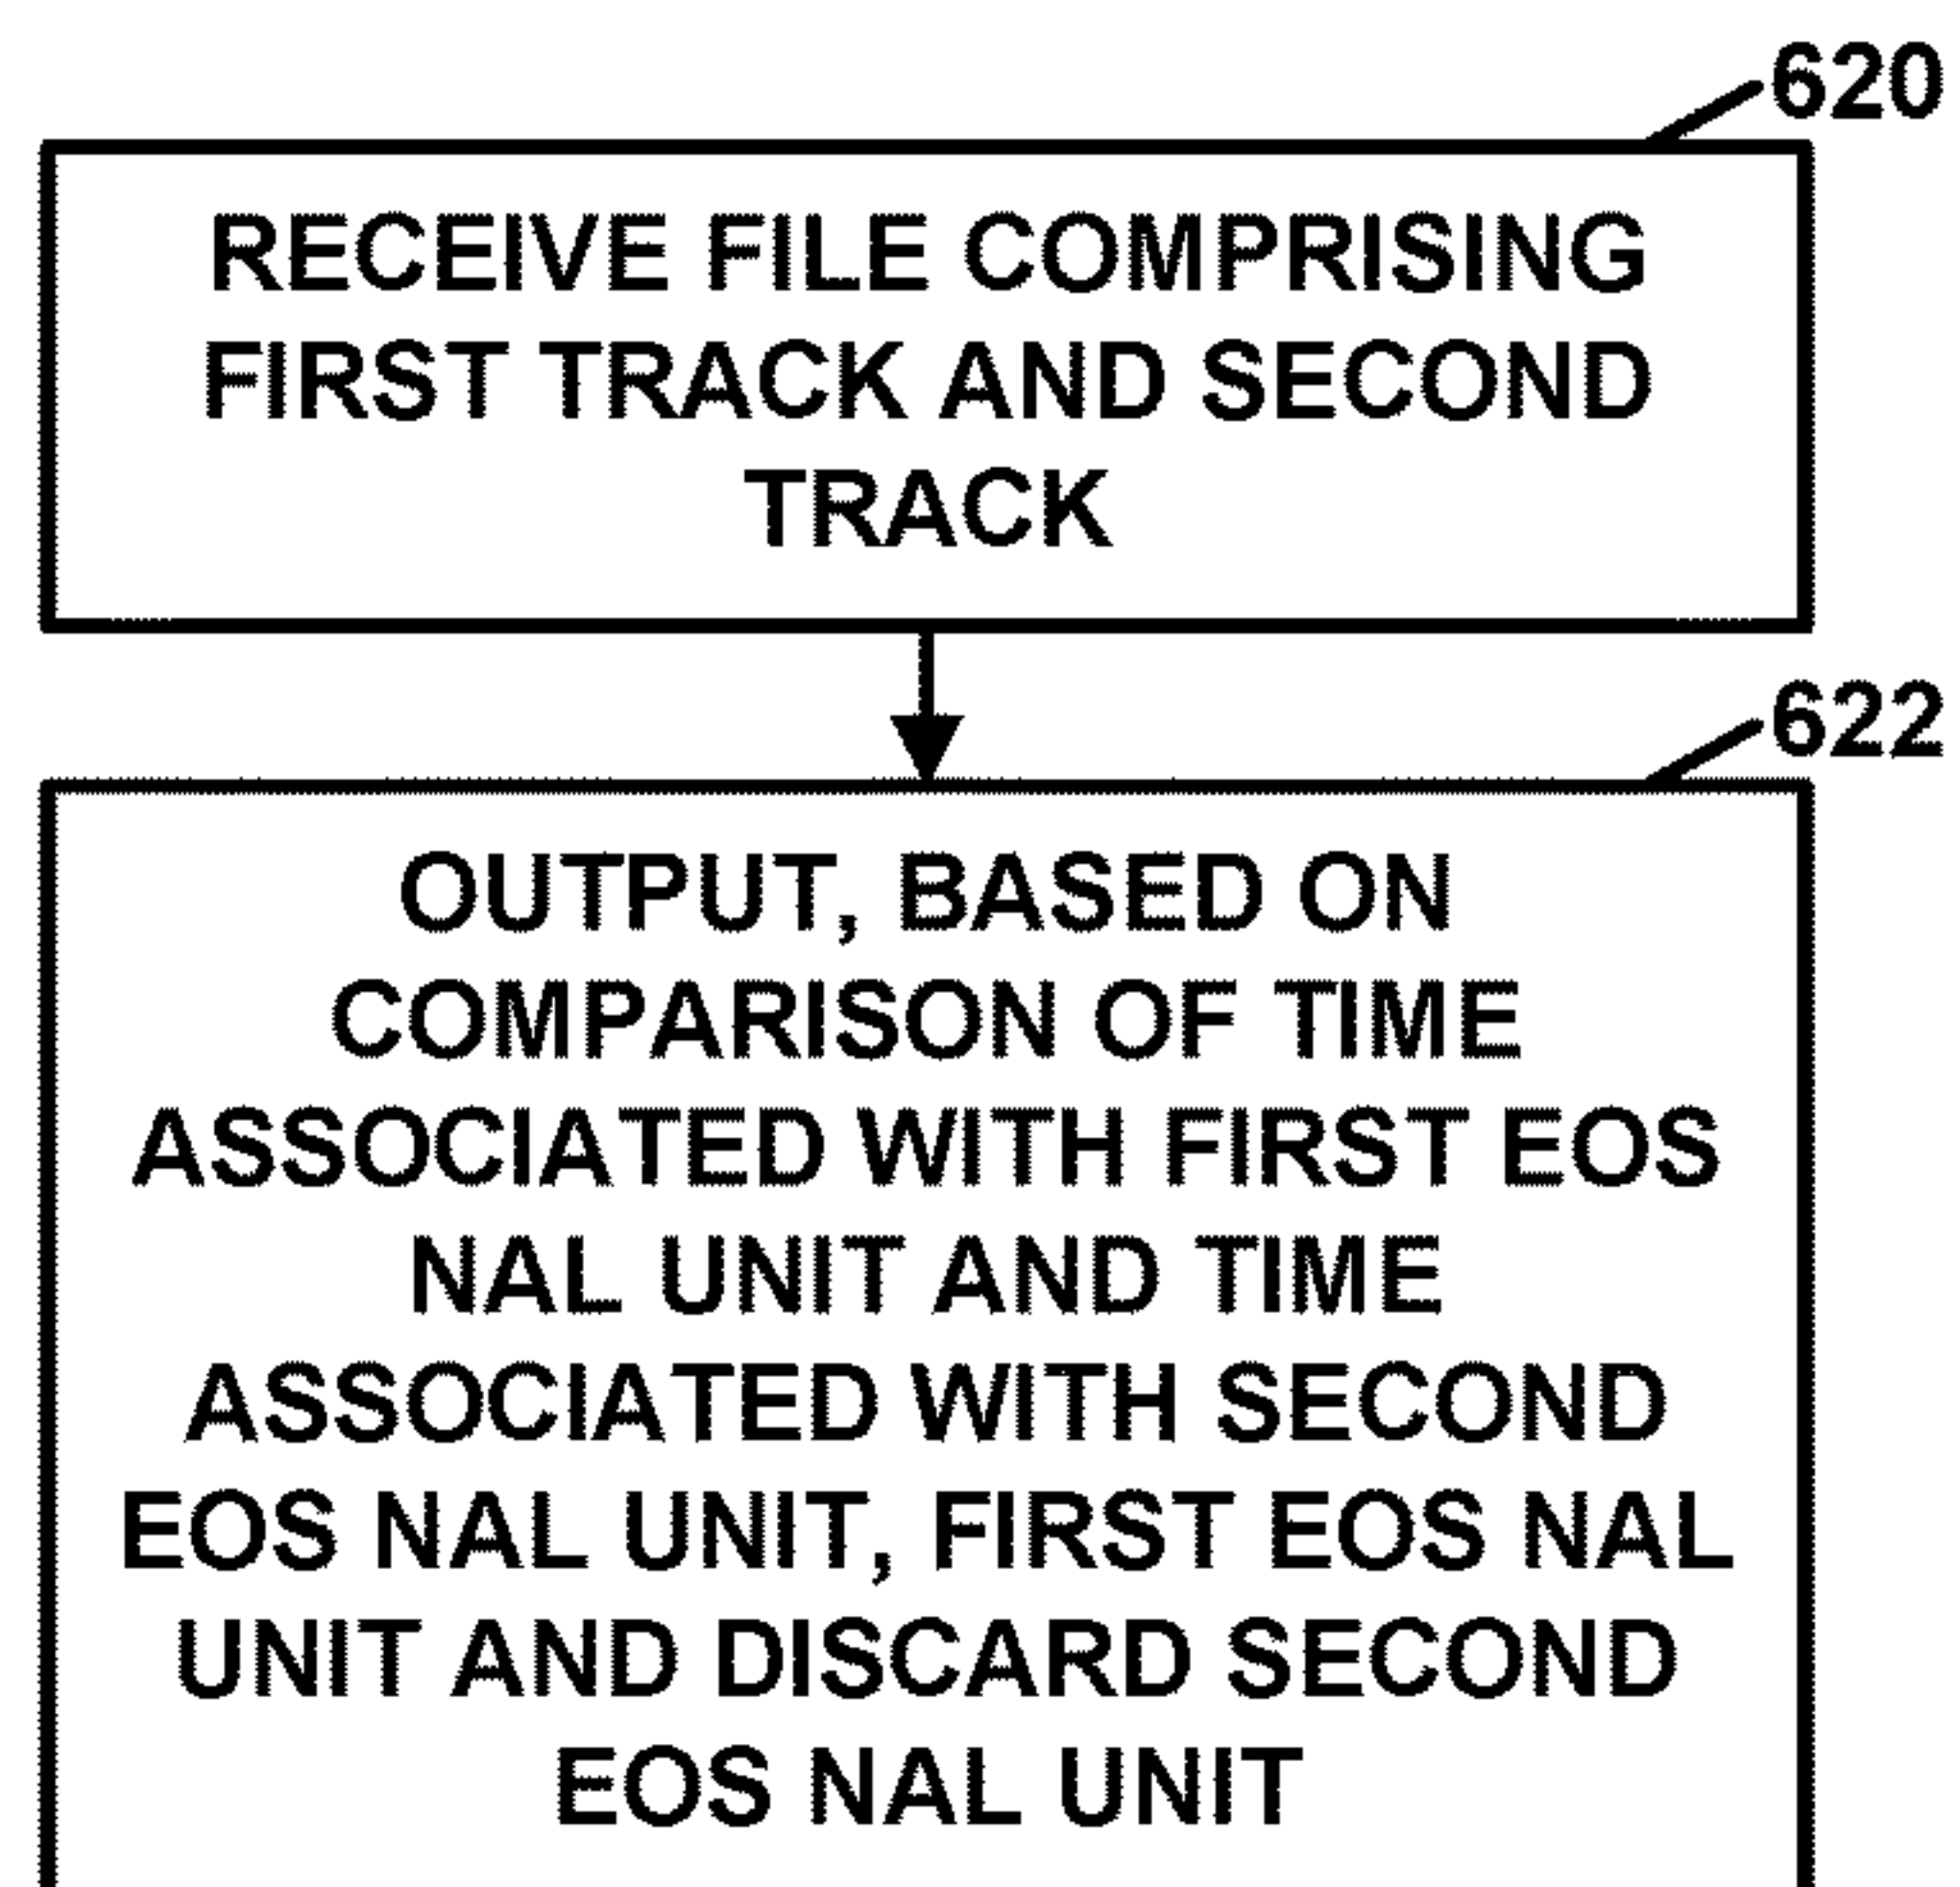 620
RECEIVE FILE COMPRISING
FIRST TRACK AND SECOND
TRACK
622
OUTPUT, BASED ON
COMPARISON OF TIME
ASSOCIATED WITH FIRST EOS
NAL UNIT AND TIME
ASSOCIATED WITH SECOND
EOS NAL UNIT, FIRST EOS NAL
UNIT AND DISCARD SECOND
EOS NAL UNIT